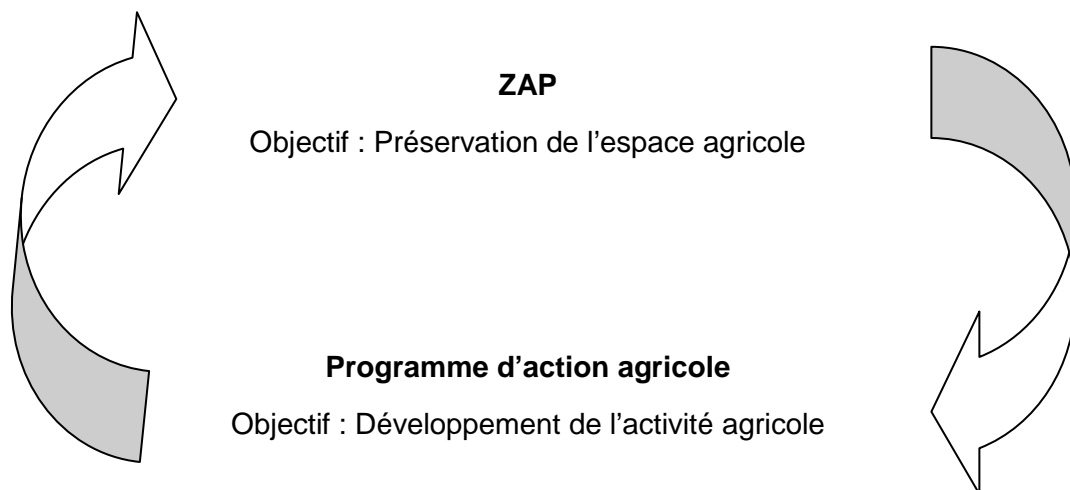 ZAP
Objectif : Préservation de l’espace agricole
Programme d’action agricole
Objectif : Développement de l’activité agricole